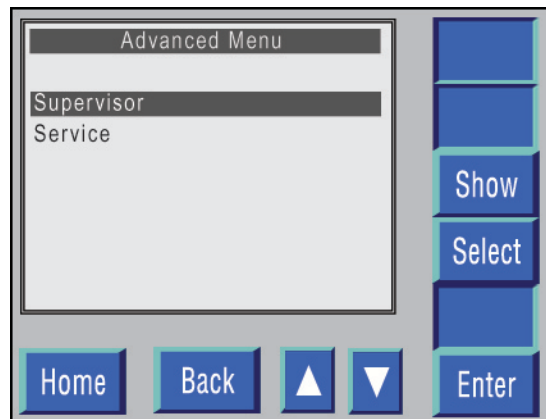 Advanced Menu
Supervisor
Service
Show
Select
Home
Back
Enter